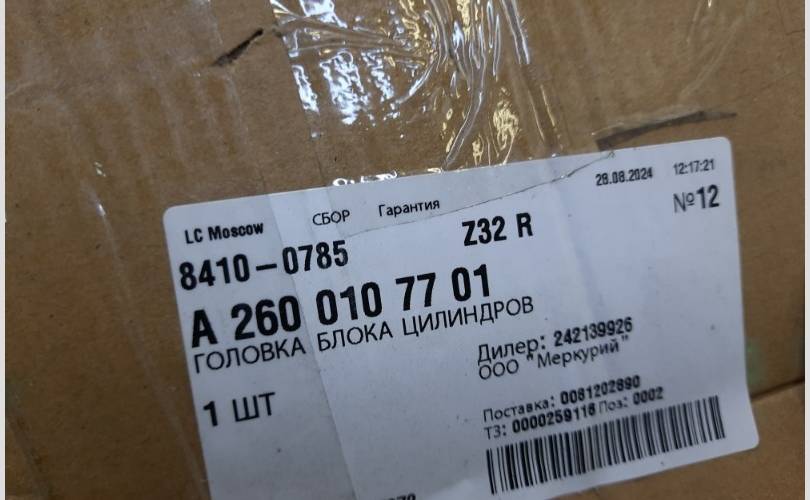 28.08.2024 12:17:21
LC Moscow СБОР Гарантия №12
8410-0785 Z32 R
A 260 010 77 01
ГОЛОВКА БЛОКА ЦИЛИНДРОВ
Дилер: 242139926
ООО "Меркурий"
1 ШТ
Поставка: 0081202890
ТЗ: 0000259116 Поз: 0002